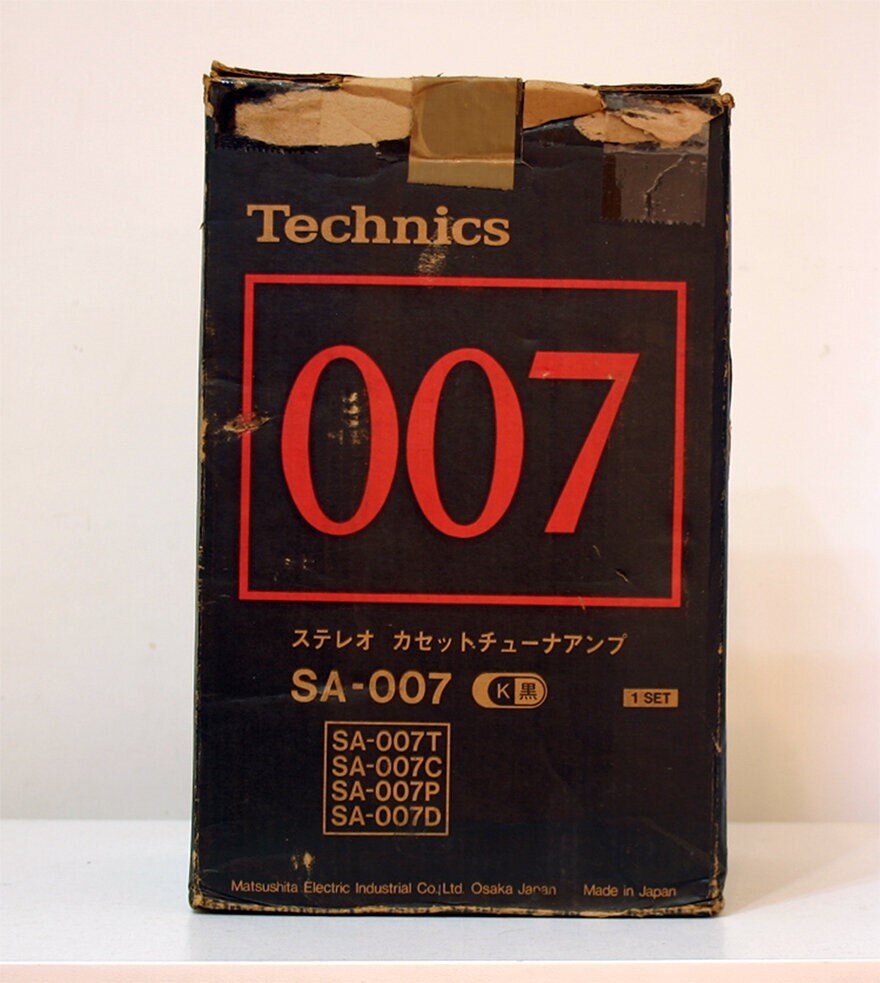 Technics
007
ステレオ カセットチューナアンプ
SA-007 K 黒 1 SET
SA-007T
SA-007C
SA-007P
SA-007D
Matsushita Electric Industrial Co., Ltd. Osaka Japan Made in Japan